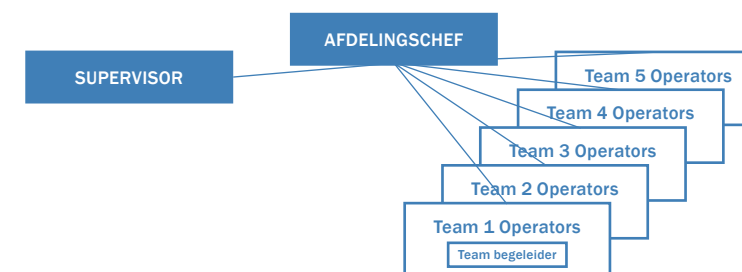 AFDELINGSCHEF
SUPERVISOR
Team 5 Operators
Team 4 Operators
Team 3 Operators
Team 2 Operators
Team 1 Operators
Team begeleider